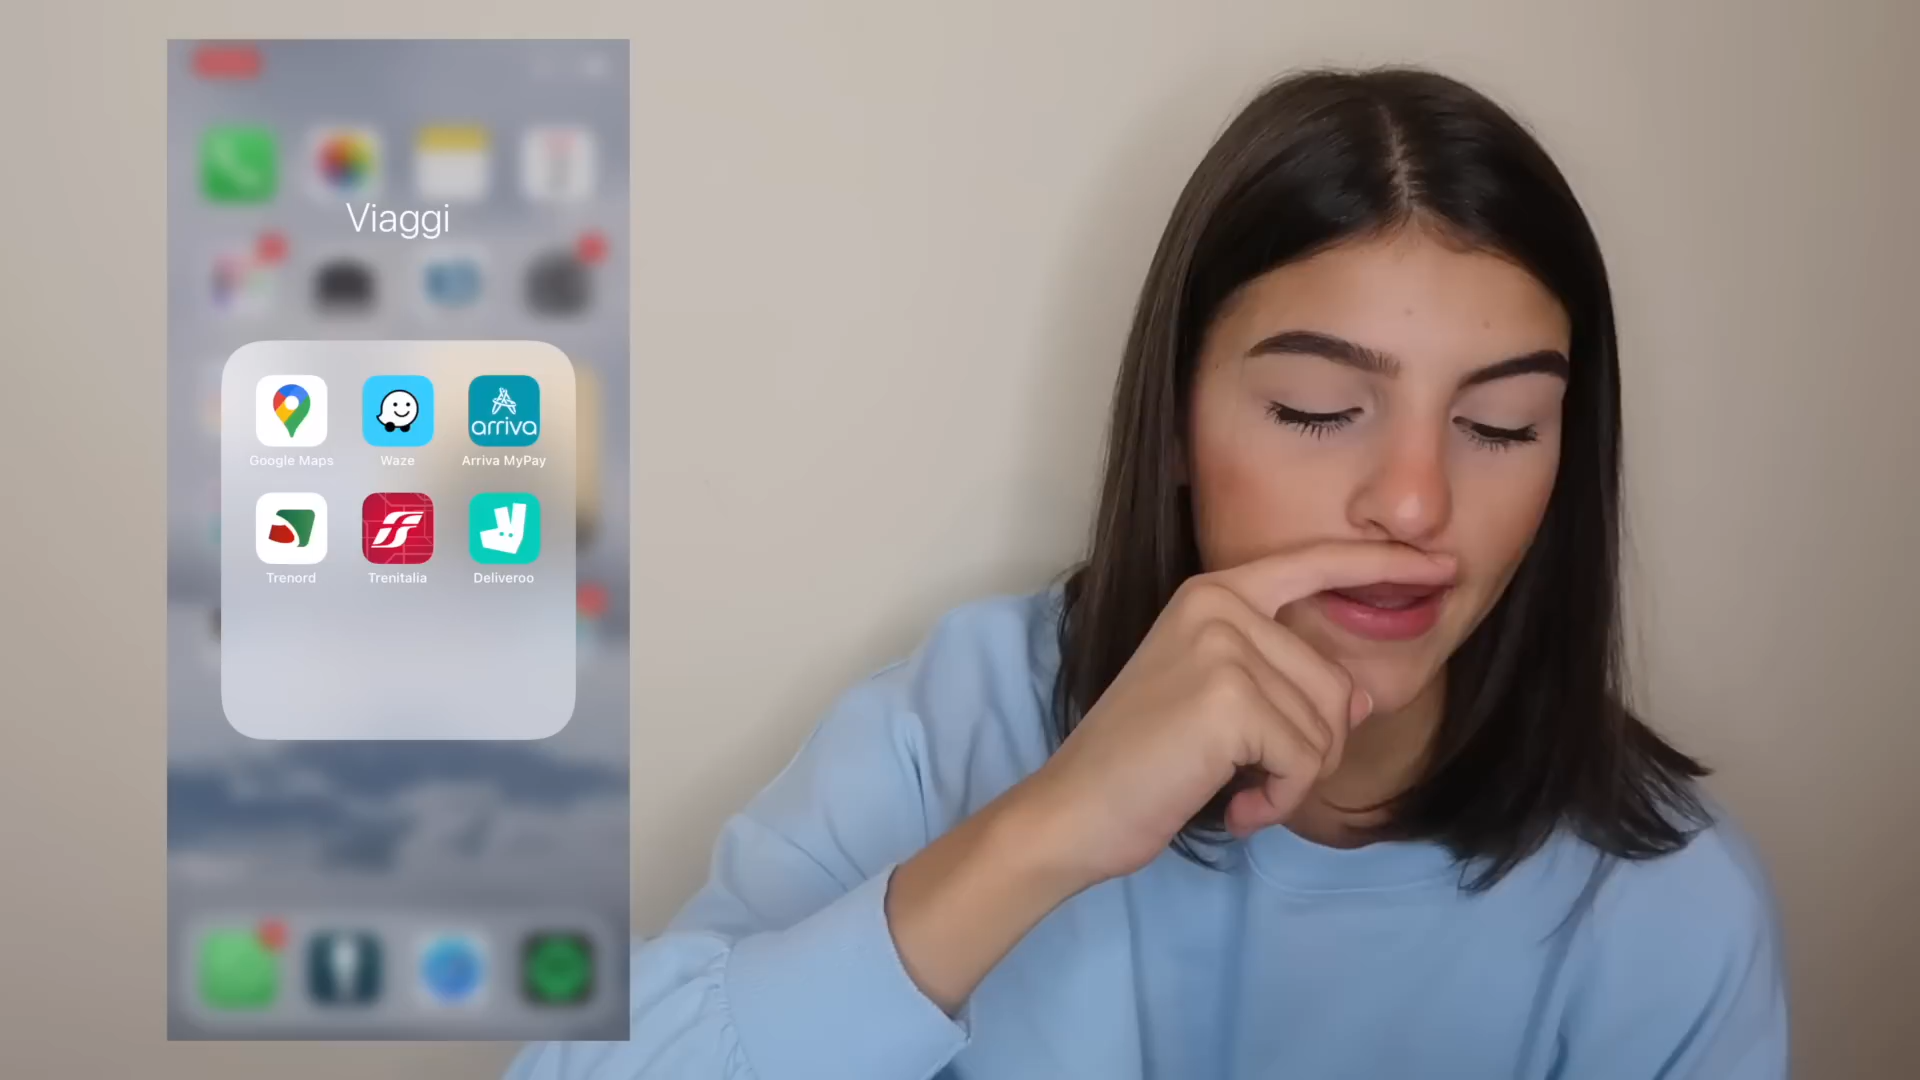 Viaggi
arriva
Google Maps
Waze
Arriva MyPay
Trenord
Trenitalia
Deliveroo